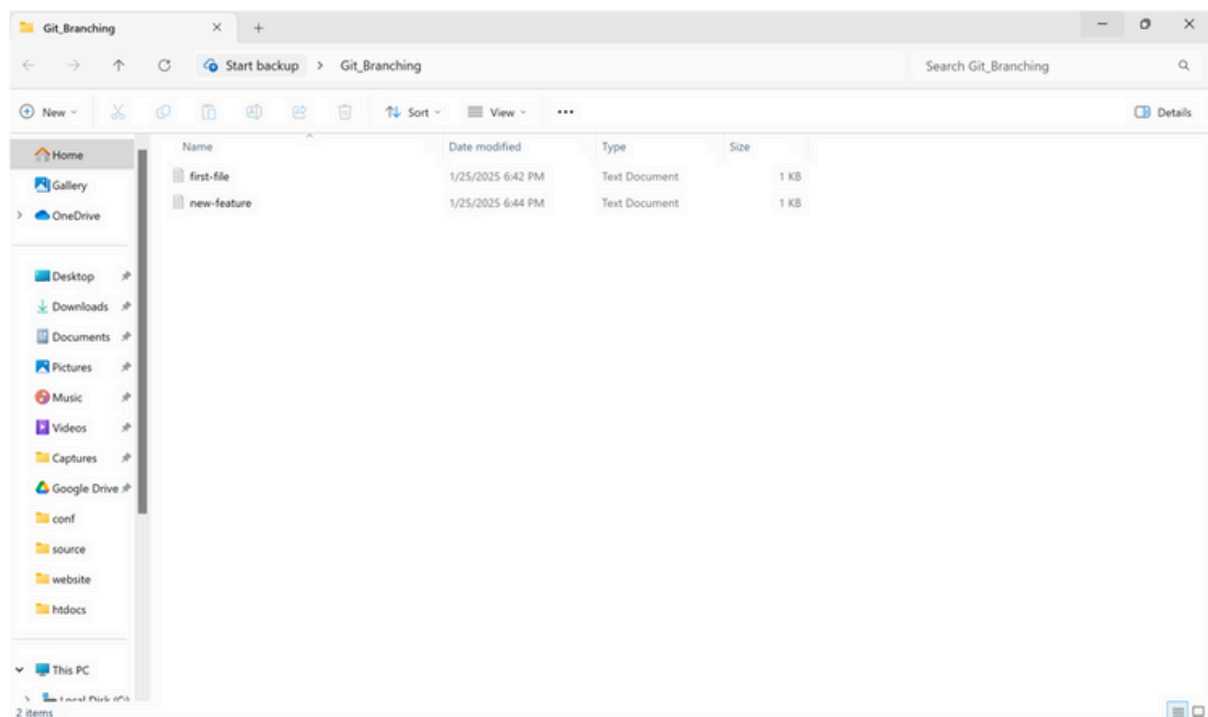 Git_Branching
Start backup > Git_Branching
Search Git_Branching
New
Sort
View
Details
Name Date modified Type Size
first-file 1/25/2025 6:42 PM Text Document 1 KB
new-feature 1/25/2025 6:44 PM Text Document 1 KB
Home
Gallery
OneDrive
Desktop
Downloads
Documents
Pictures
Music
Videos
Captures
Google Drive
conf
source
website
htdocs
This PC
Local Disk (C:)
2 items